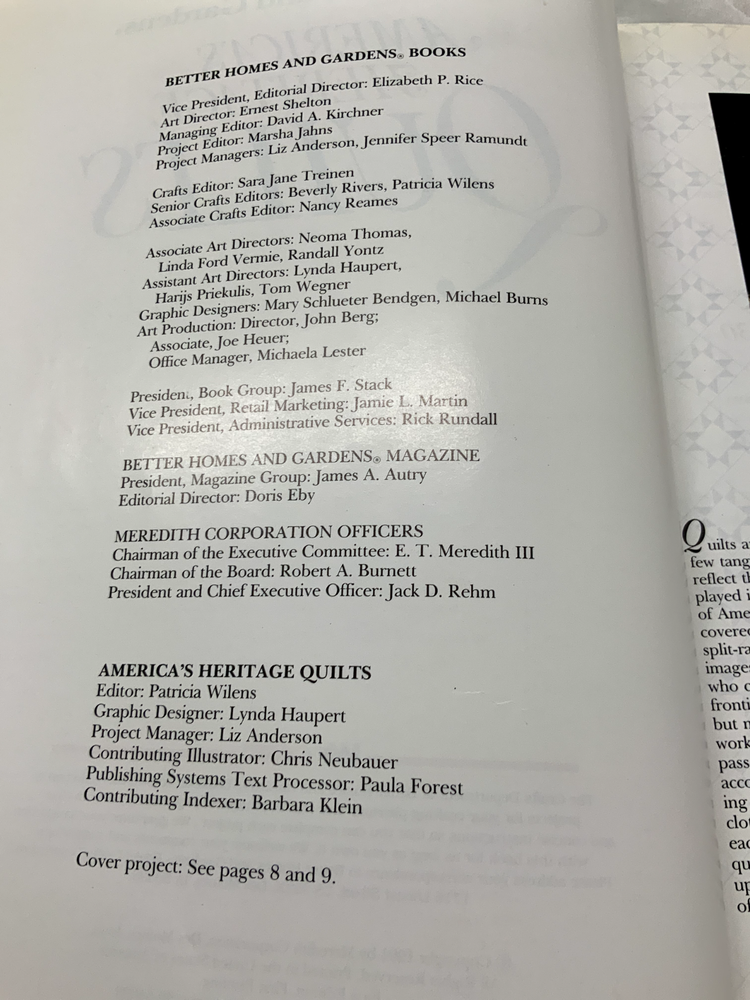 BETTER HOMES AND GARDENS® BOOKS
Vice President, Editorial Director: Elizabeth P. Rice
Art Director: Ernest Shelton
Managing Editor: David A. Kirchner
Project Editor: Marsha Jahns
Project Managers: Liz Anderson, Jennifer Speer Ramundt
Crafts Editor: Sara Jane Treinen
Senior Crafts Editors: Beverly Rivers, Patricia Wilens
Associate Crafts Editor: Nancy Reames
Associate Art Directors: Neoma Thomas,
Linda Ford Vermie, Randall Yontz
Assistant Art Directors: Lynda Haupert,
Harijs Priekulis, Tom Wegner
Graphic Designers: Mary Schlueter Bendgen, Michael Burns
Art Production: Director, John Berg;
Associate, Joe Heuer;
Office Manager, Michaela Lester
President, Book Group: James F. Stack
Vice President, Retail Marketing: Jamie L. Martin
Vice President, Administrative Services: Rick Rundall
BETTER HOMES AND GARDENS® MAGAZINE
President, Magazine Group: James A. Autry
Editorial Director: Doris Eby
MEREDITH CORPORATION OFFICERS
Chairman of the Executive Committee: E. T. Meredith III
Chairman of the Board: Robert A. Burnett
President and Chief Executive Officer: Jack D. Rehm
AMERICA'S HERITAGE QUILTS
Editor: Patricia Wilens
Graphic Designer: Lynda Haupert
Project Manager: Liz Anderson
Contributing Illustrator: Chris Neubauer
Publishing Systems Text Processor: Paula Forest
Contributing Indexer: Barbara Klein
Cover project: See pages 8 and 9.
Quilts a
few tang
reflect th
played i
of Ame
covered
split-ra
image
who c
fronti
but n
work
pass
acco
ing
clo
eac
qu
up
of